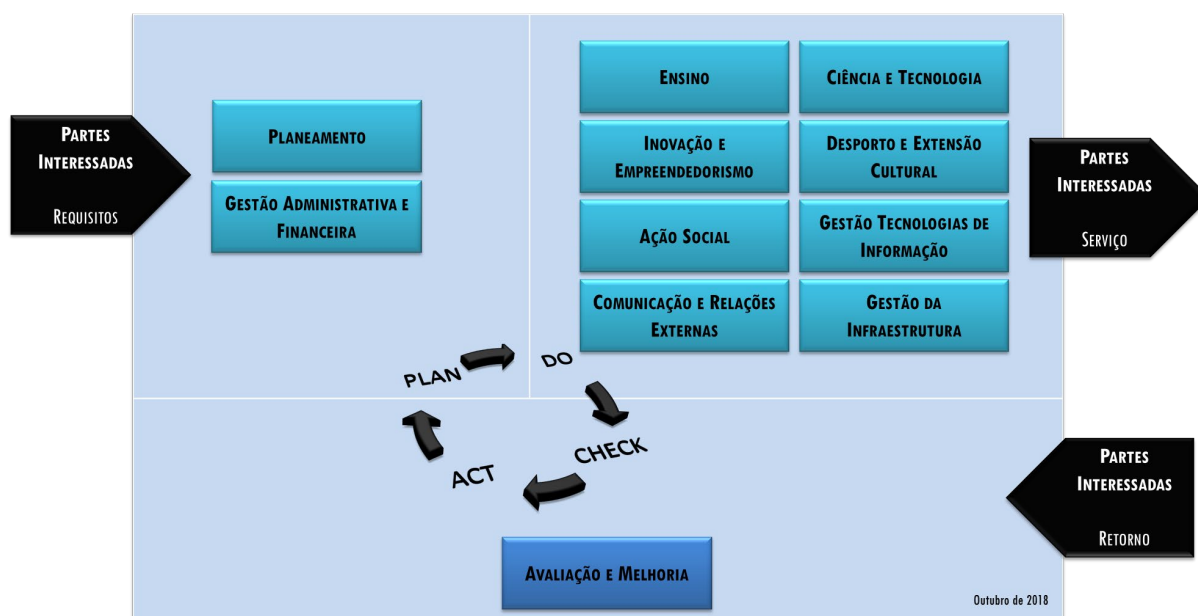 PARTES
INTERESSADAS
REQUISITOS
PLANEAMENTO
GESTÃO ADMINISTRATIVA E
FINANCEIRA
ENSINO
CIÊNCIA E TECNOLOGIA
INOVAÇÃO E
EMPREENDEDORISMO
DESPORTO E EXTENSÃO
CULTURAL
AÇÃO SOCIAL
GESTÃO TECNOLOGIAS DE
INFORMAÇÃO
COMUNICAÇÃO E RELAÇÕES
EXTERNAS
GESTÃO DA
INFRAESTRUTURA
PARTES
INTERESSADAS
SERVIÇO
PLAN
DO
CHECK
ACT
PARTES
INTERESSADAS
RETORNO
AVALIAÇÃO E MELHORIA
Outubro de 2018